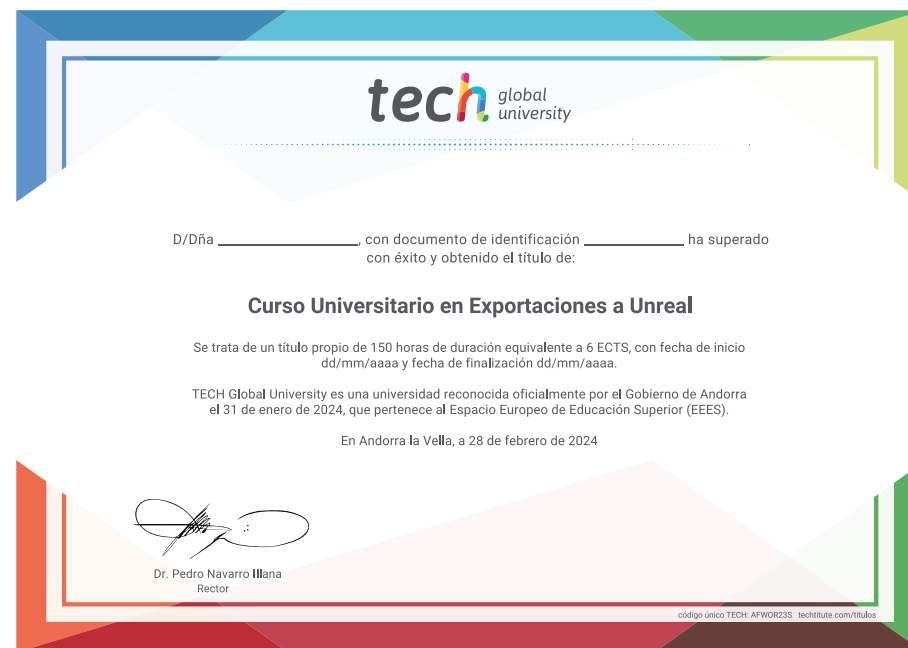 tech global university
D/Dña ____________, con documento de identificación ____________ ha superado
con éxito y obtenido el título de:
Curso Universitario en Exportaciones a Unreal
Se trata de un título propio de 150 horas de duración equivalente a 6 ECTS, con fecha de inicio
dd/mm/aaaa y fecha de finalización dd/mm/aaaa.
TECH Global University es una universidad reconocida oficialmente por el Gobierno de Andorra
el 31 de enero de 2024, que pertenece al Espacio Europeo de Educación Superior (EEES).
En Andorra la Vella, a 28 de febrero de 2024
Dr. Pedro Navarro Illana
Rector
código único TECH: AFWOR23S techtitute.com/titulos